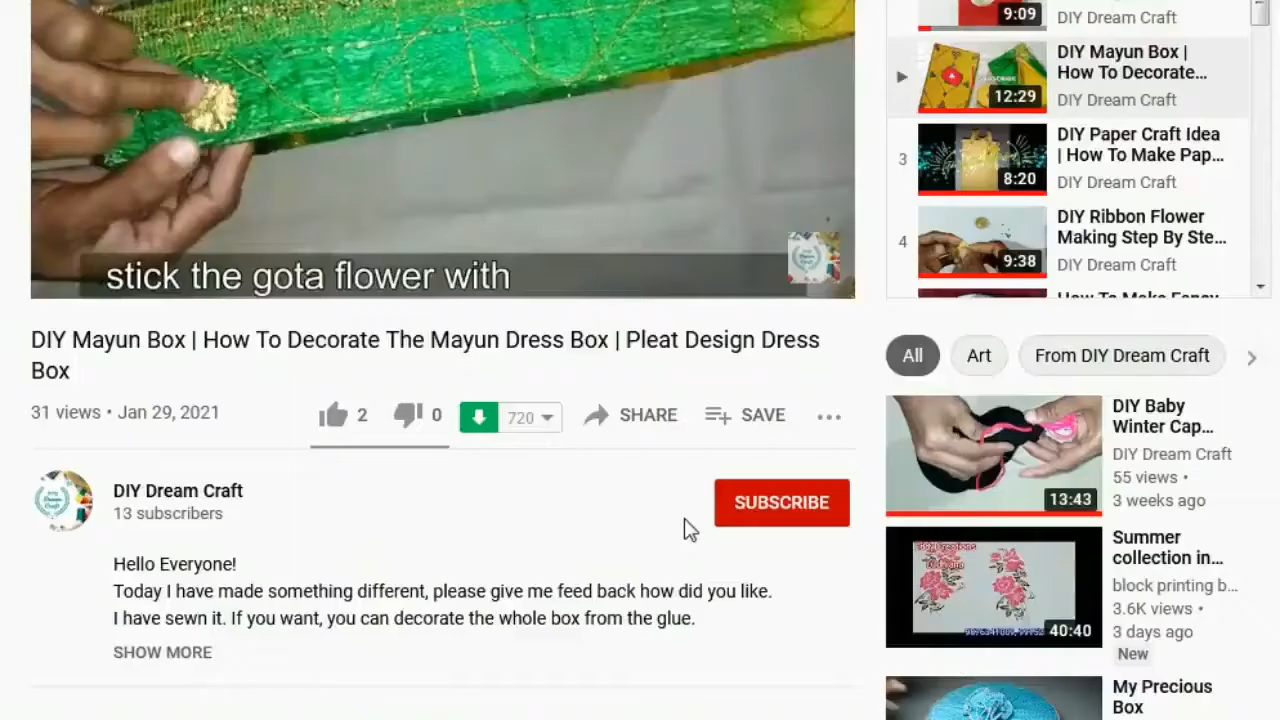 stick the gota flower with
DIY Mayun Box | How To Decorate The Mayun Dress Box | Pleat Design Dress
Box
31 views • Jan 29, 2021
2
0
720
SHARE
SAVE
DIY Dream Craft
13 subscribers
SUBSCRIBE
Hello Everyone!
Today I have made something different, please give me feed back how did you like.
I have sewn it. If you want, you can decorate the whole box from the glue.
SHOW MORE
9:09
DIY Dream Craft
12:29
DIY Mayun Box |
How To Decorate...
DIY Dream Craft
3
8:20
DIY Paper Craft Idea
| How To Make Pap...
DIY Dream Craft
4
9:38
DIY Ribbon Flower
Making Step By Ste...
DIY Dream Craft
How To Make Fancy
All
Art
From DIY Dream Craft
13:43
DIY Baby
Winter Cap...
DIY Dream Craft
55 views •
3 weeks ago
40:40
Summer
collection in...
block printing b...
3.6K views •
3 days ago
New
My Precious
Box